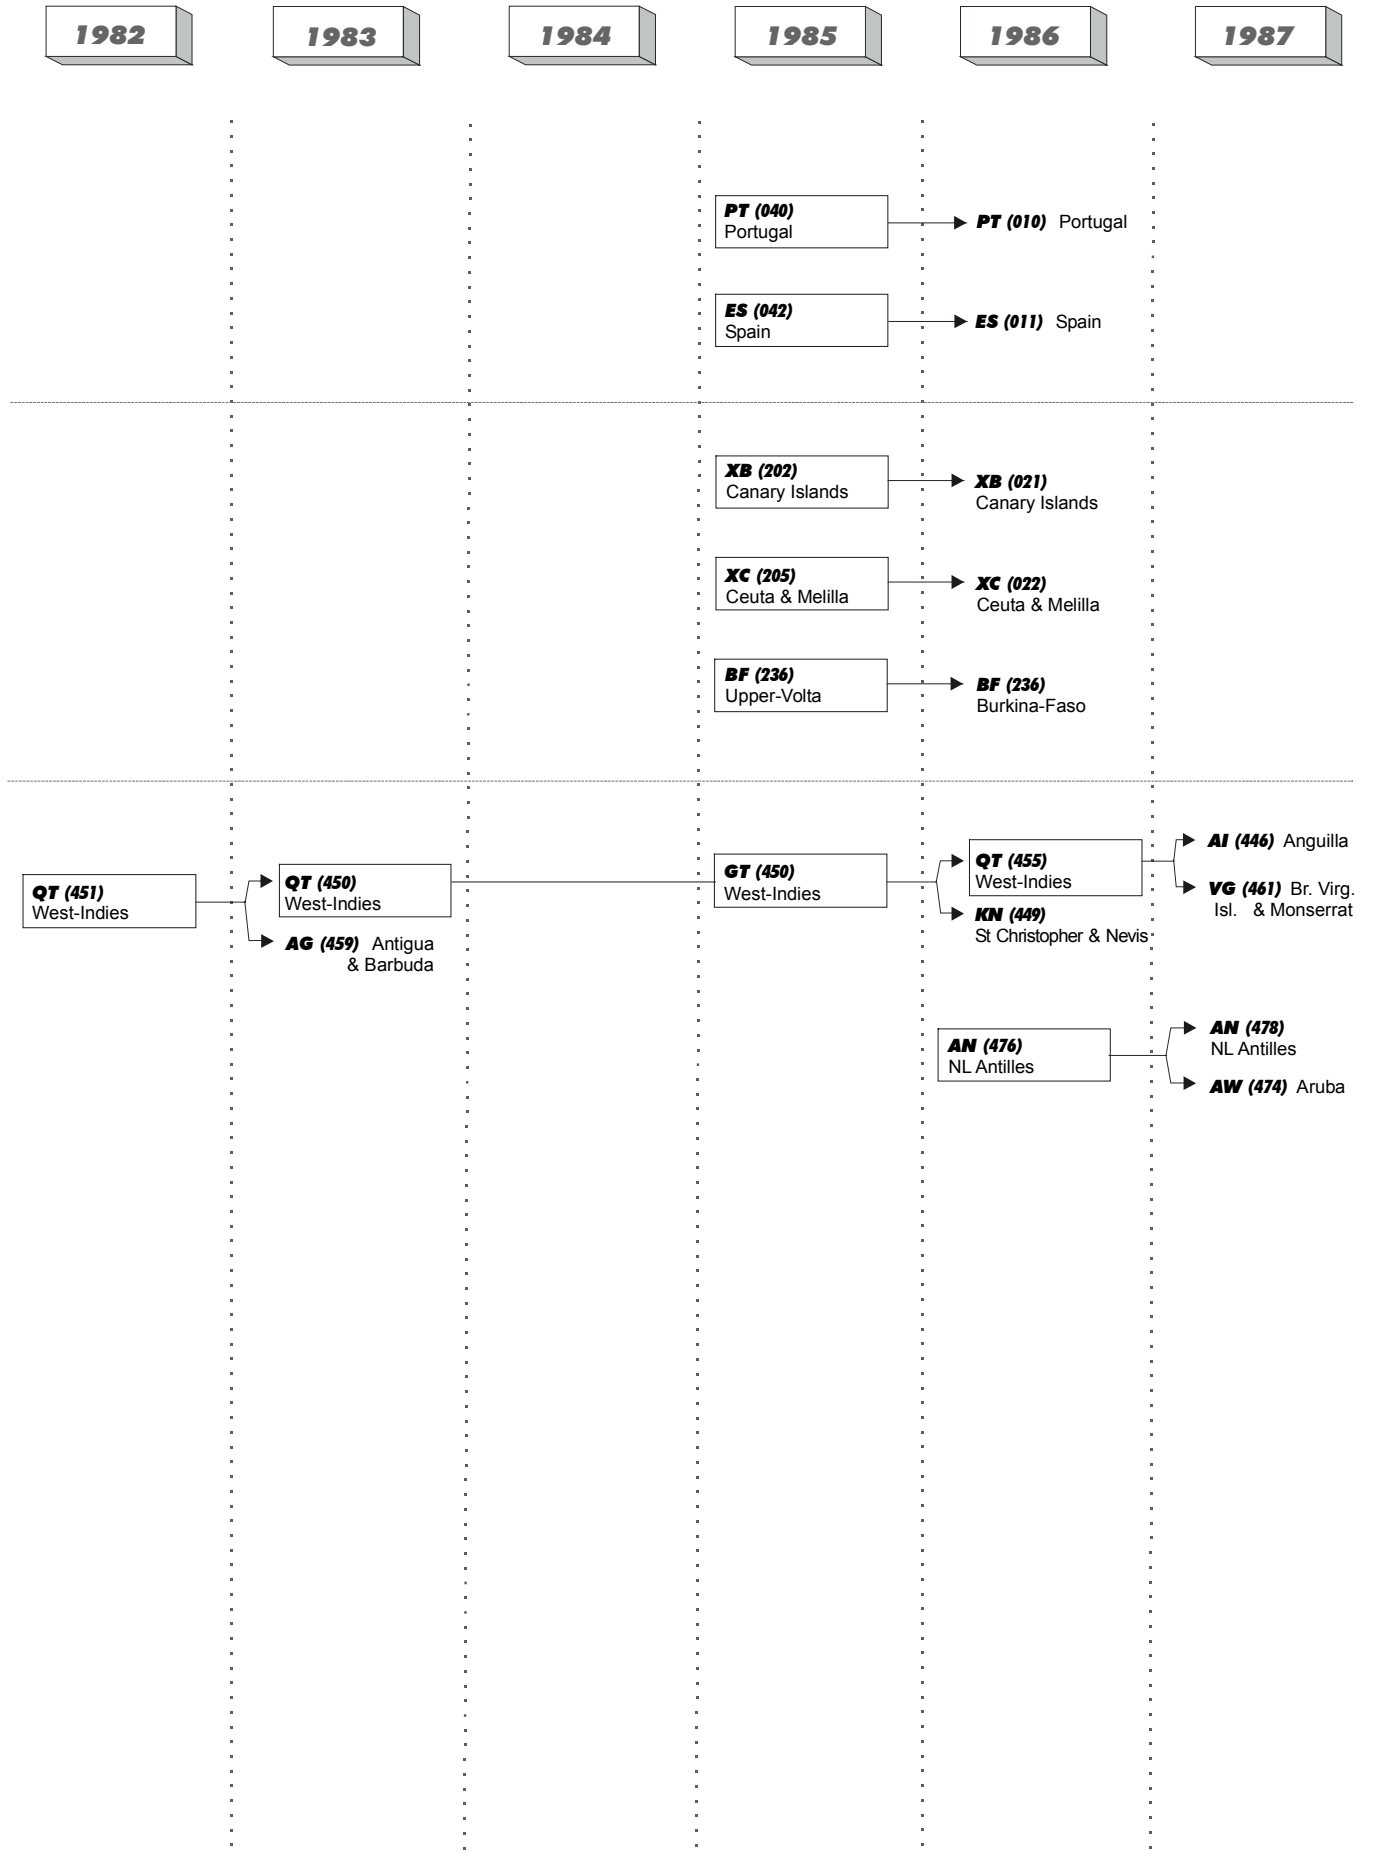 1982
1983
1984
1985
1986
1987
PT (040)
Portugal
PT (010) Portugal
ES (042)
Spain
ES (011) Spain
XB (202)
Canary Islands
XB (021)
Canary Islands
XC (205)
Ceuta & Melilla
XC (022)
Ceuta & Melilla
BF (236)
Upper-Volta
BF (236)
Burkina-Faso
QT (451)
West-Indies
QT (450)
West-Indies
AG (459) Antigua
& Barbuda
GT (450)
West-Indies
QT (455)
West-Indies
KN (449)
St Christopher & Nevis
AI (446) Anguilla
VG (461) Br. Virg.
Isl. & Monserrat
AN (476)
NL Antilles
AN (478)
NL Antilles
AW (474) Aruba